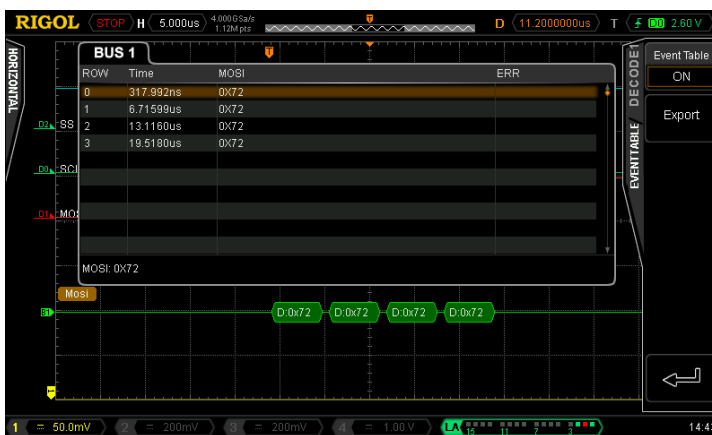 RIGOL STOP H 5.000us 4.000GSa/s 1.12Mpts D 11.2000000us T D0 2.60 V
HORIZONTAL
BUS 1
ROW Time MOSI ERR
0 317.992ns 0X72
1 6.71599us 0X72
2 13.1160us 0X72
3 19.5180us 0X72
MOSI: 0X72
D2 SS
D0 SCL
D1 MOS
Mosi
B1 D:0x72 D:0x72 D:0x72 D:0x72
DECODE1
EVENTTABLE
Event Table
ON
Export
1 = 50.0mV 2 = 200mV 3 = 200mV 4 = 1.00 V LA 15 11 7 3 14:43